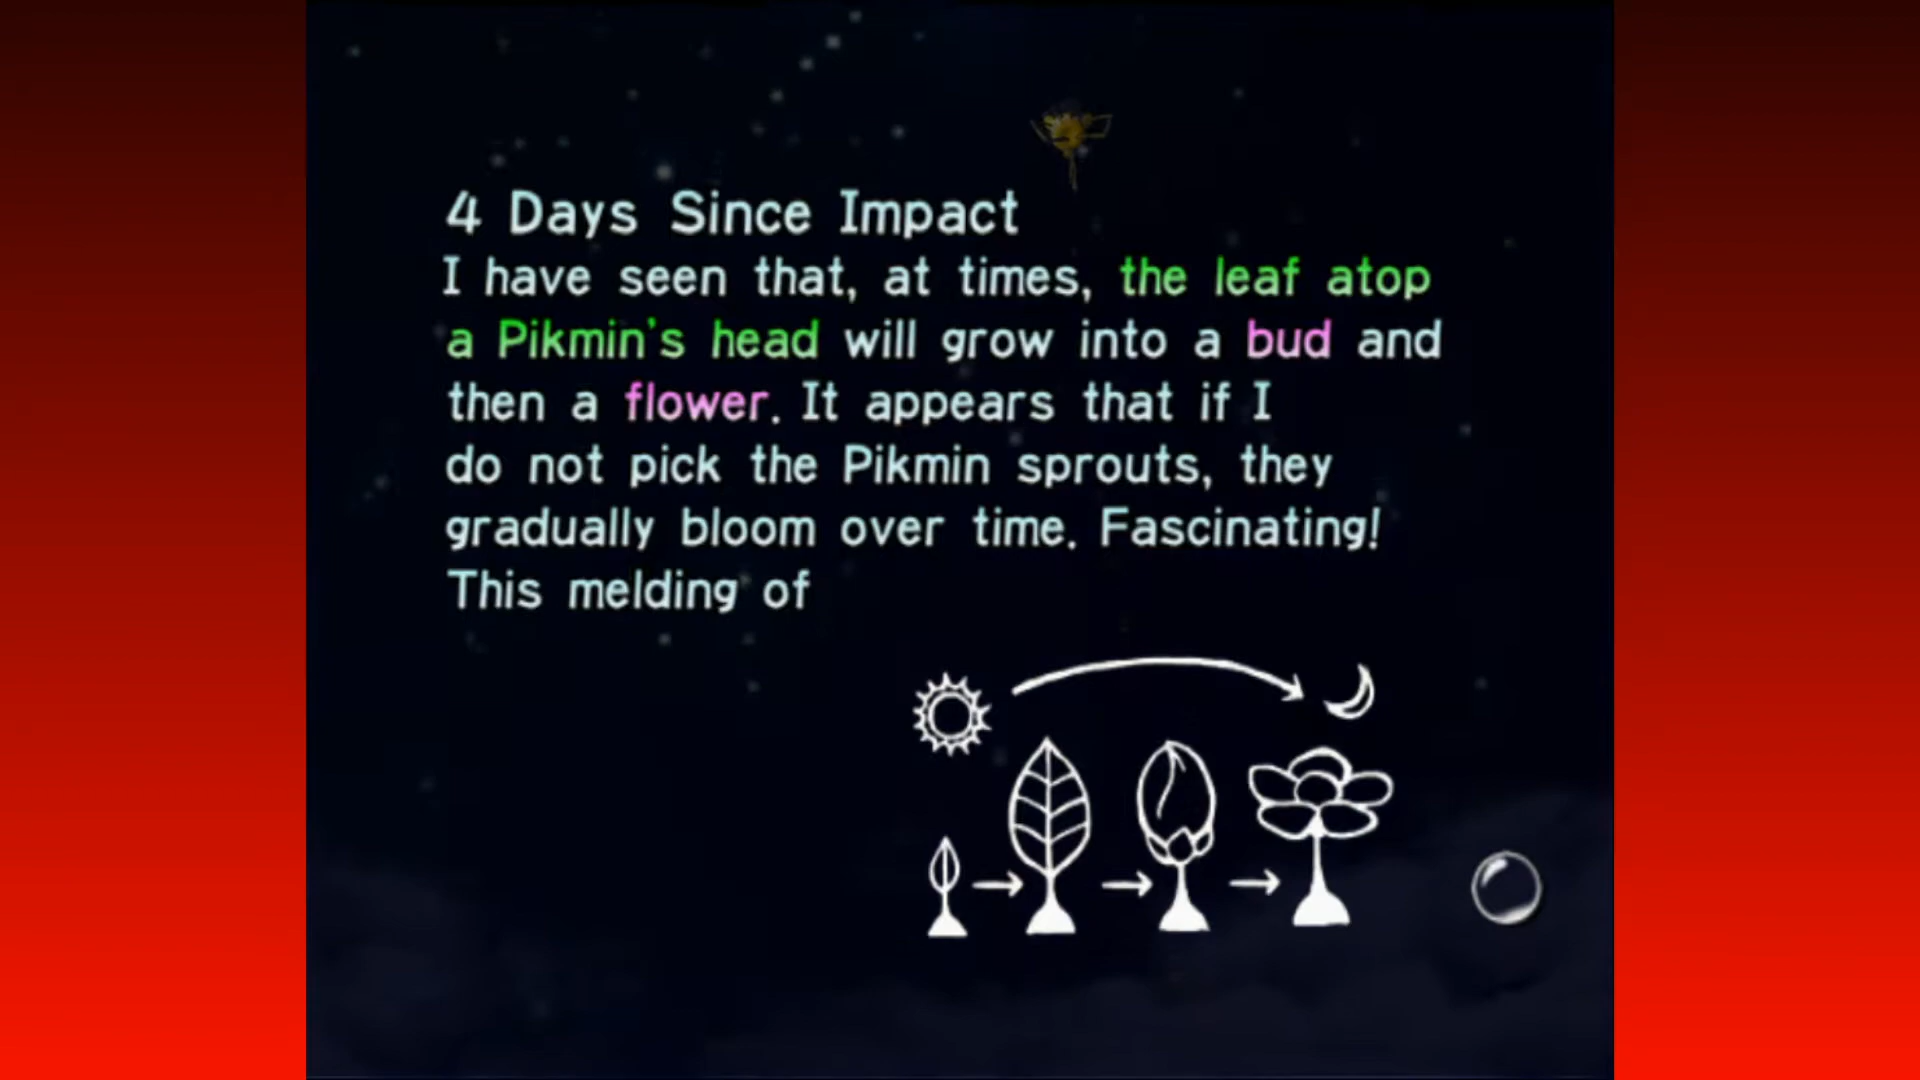 4 Days Since Impact
I have seen that, at times, the leaf atop
a Pikmin's head will grow into a bud and
then a flower. It appears that if I
do not pick the Pikmin sprouts, they
gradually bloom over time. Fascinating!
This melding of